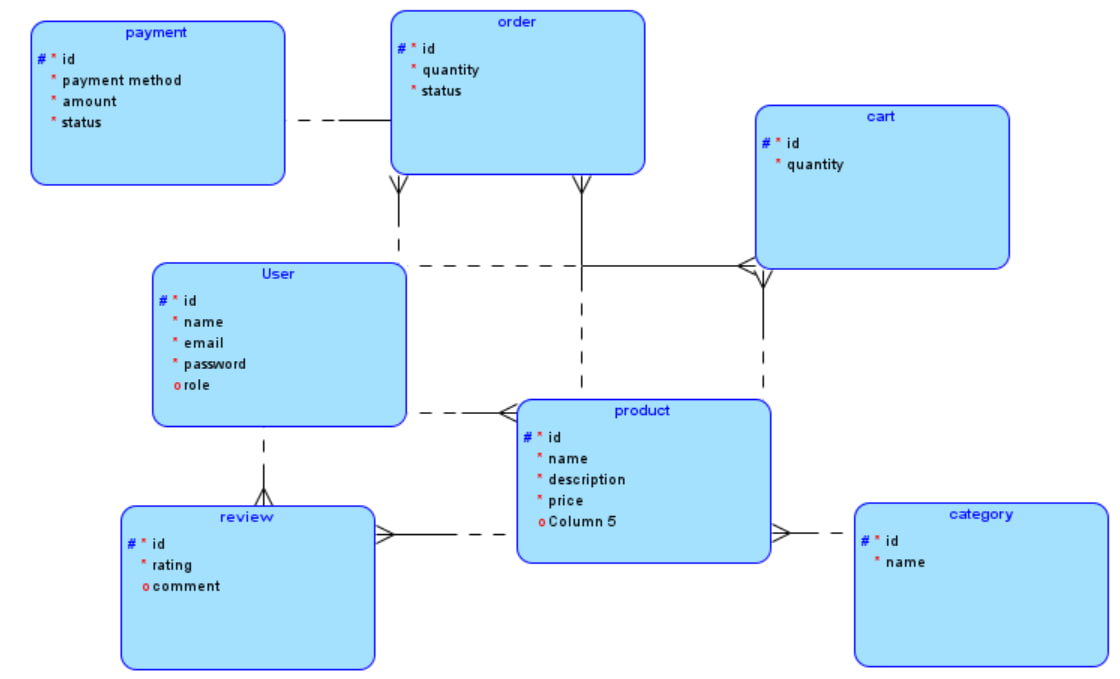 payment
# * id
* payment method
* amount
* status
order
# * id
* quantity
* status
cart
# * id
* quantity
User
# * id
* name
* email
* password
o role
product
# * id
* name
* description
* price
o Column 5
review
# * id
* rating
o comment
category
# * id
* name